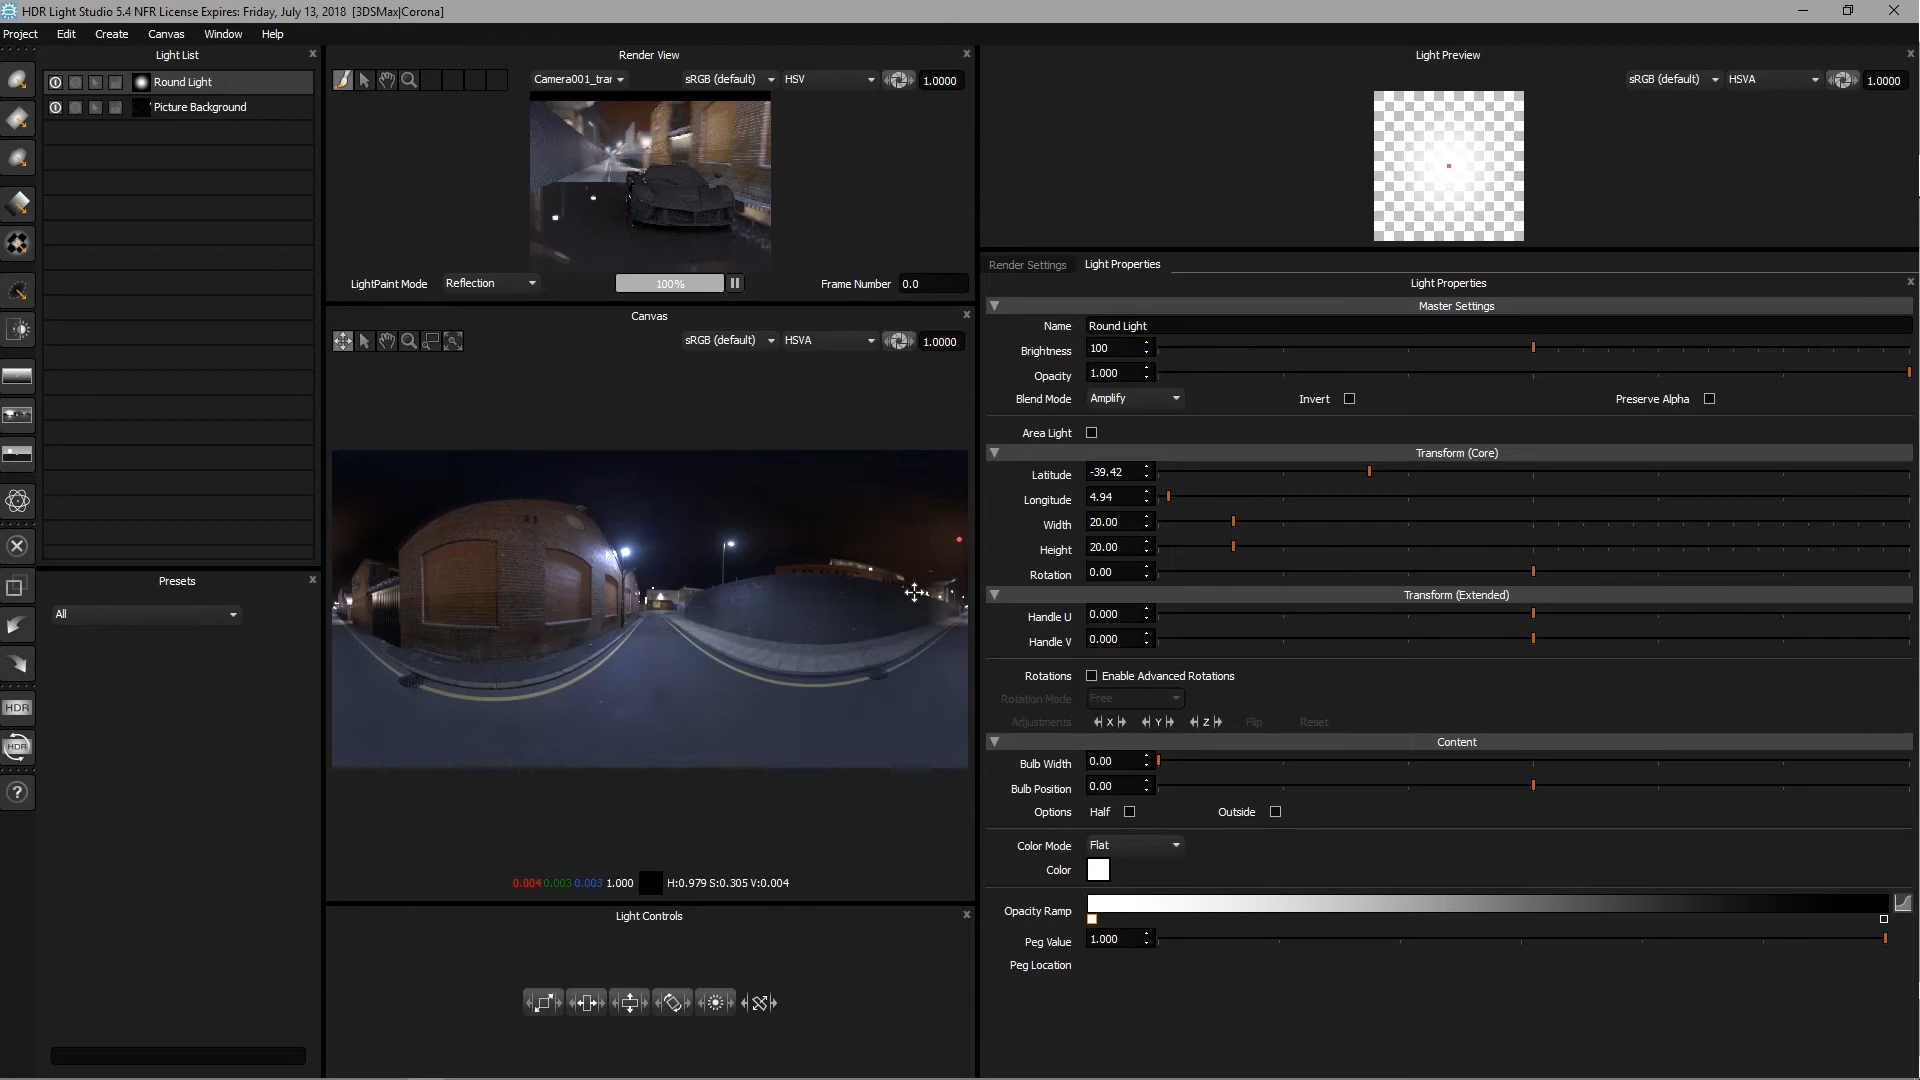 HDR Light Studio 5.4 NFR License Expires: Friday, July 13, 2018 [3DSMax|Corona]
Project Edit Create Canvas Window Help
Light List
Round Light
Picture Background
Presets
All
HDR
HDR
Render View
Camera001_trar sRGB (default) HSV 1.0000
LightPaint Mode Reflection 100% Frame Number 0.0
Canvas
sRGB (default) HSVA 1.0000
0.004 0.003 0.003 1.000 H:0.979 S:0.305 V:0.004
Light Controls
Light Preview
sRGB (default) HSVA 1.0000
Render Settings Light Properties
Light Properties
Master Settings
Name Round Light
Brightness 100
Opacity 1.000
Blend Mode Amplify Invert Preserve Alpha
Area Light
Transform (Core)
Latitude -39.42
Longitude 4.94
Width 20.00
Height 20.00
Rotation 0.00
Transform (Extended)
Handle U 0.000
Handle V 0.000
Rotations Enable Advanced Rotations
Rotation Mode Free
Adjustments X Y Z Flip Reset
Content
Bulb Width 0.00
Bulb Position 0.00
Options Half Outside
Color Mode Flat
Color
Opacity Ramp
Peg Value 1.000
Peg Location